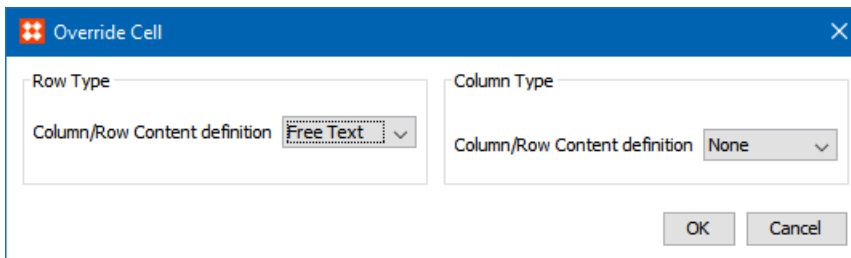 Override Cell
Row Type
Column/Row Content definition Free Text
Column Type
Column/Row Content definition None
OK Cancel